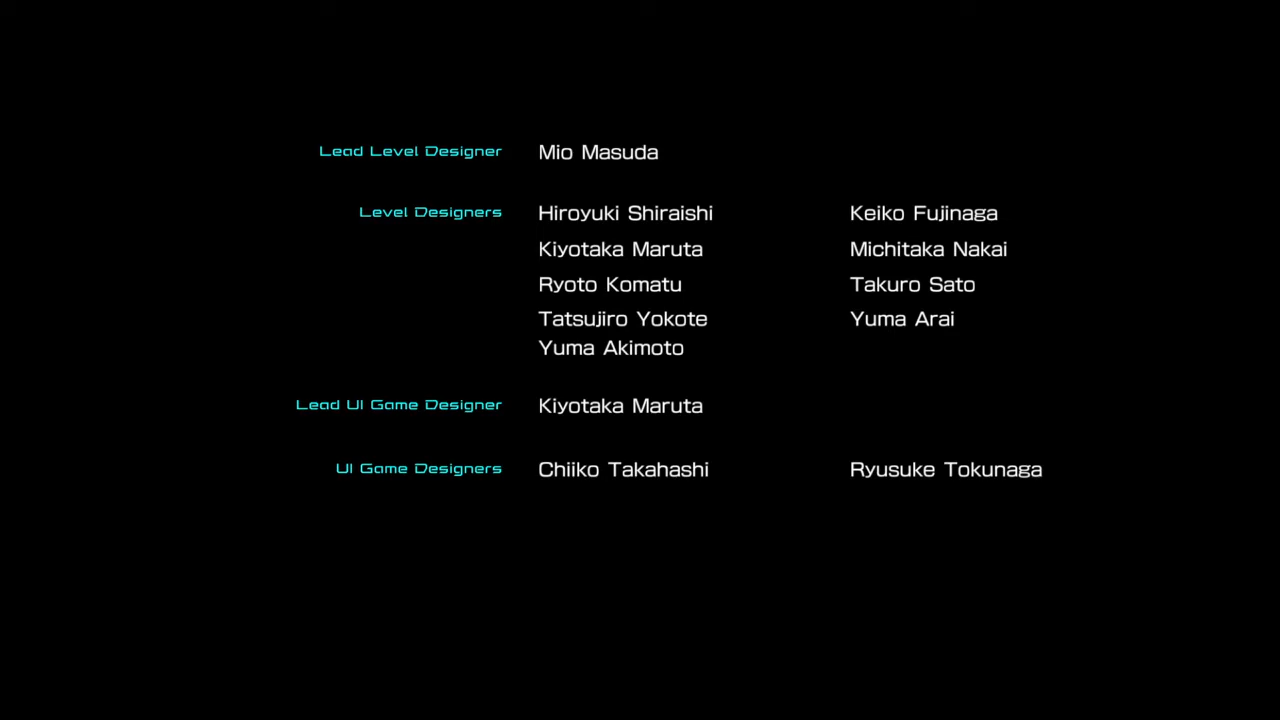 Lead Level Designer Mio Masuda
Level Designers Hiroyuki Shiraishi Keiko Fujinaga
Kiyotaka Maruta Michitaka Nakai
Ryoto Komatu Takuro Sato
Tatsujiro Yokote Yuma Arai
Yuma Akimoto
Lead UI Game Designer Kiyotaka Maruta
UI Game Designers Chiiko Takahashi Ryusuke Tokunaga